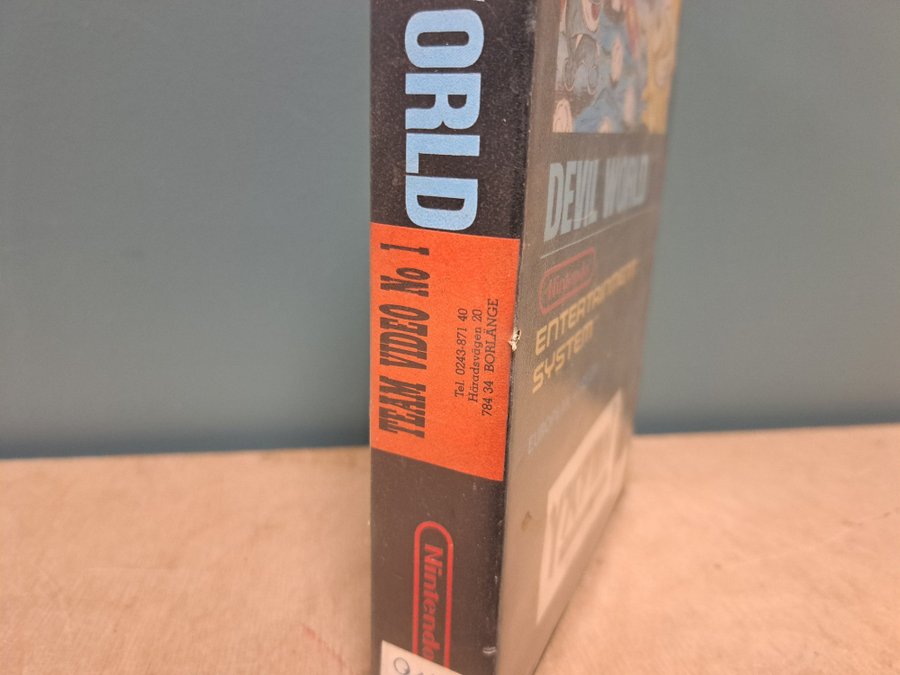 ORLD
TEAM VIDEO No 1
Tel. 0243-871 40
Häradsvägen 20
784 34 BORLÄNGE
Nintendo
DEVIL WORLD
Nintendo
ENTERTAINMENT
SYSTEM